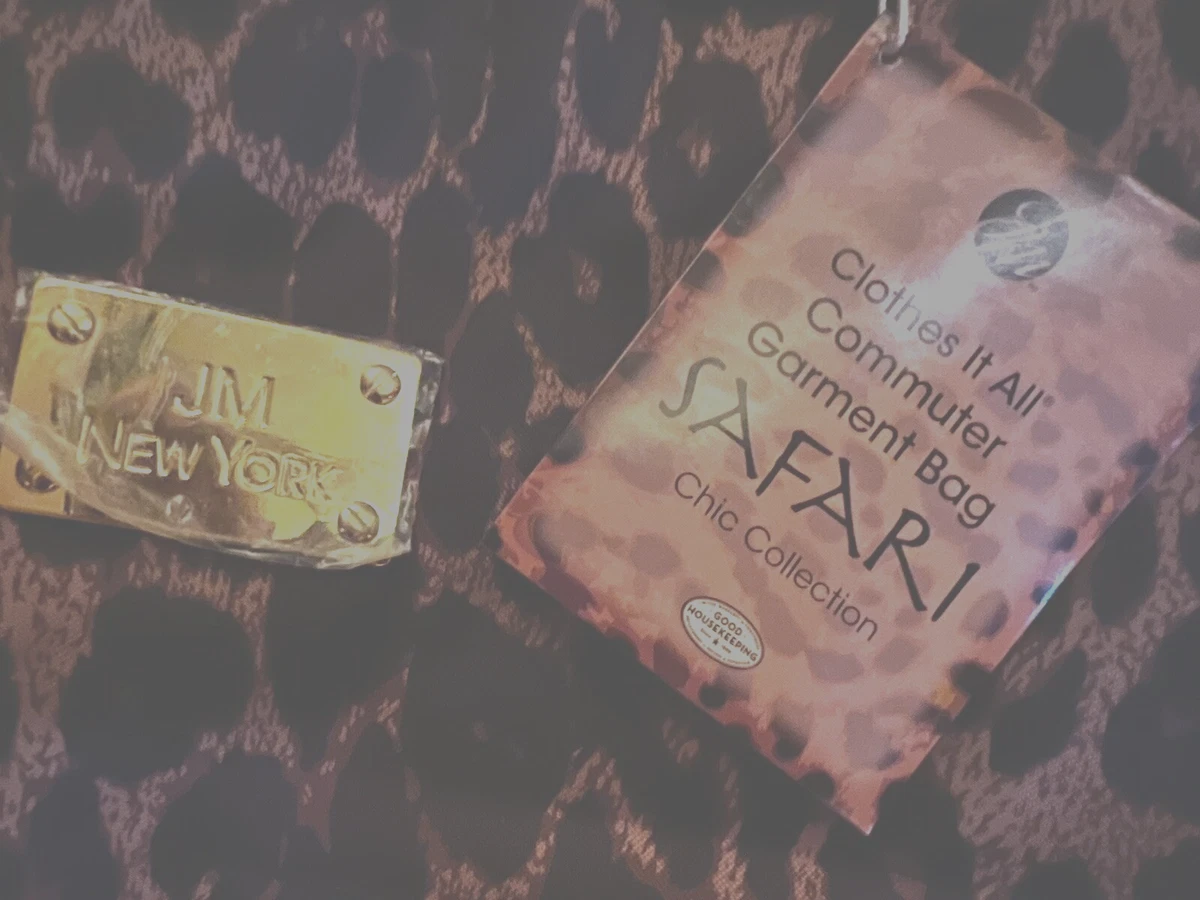 JM
NEW YORK
Clothes It All®
Commuter
Garment Bag
SAFARI
Chic Collection
GOOD
HOUSEKEEPING